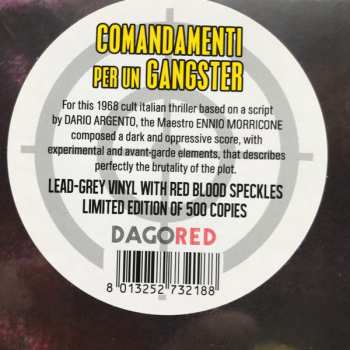 COMANDAMENTI
PER UN GANGSTER
For this 1968 cult italian thriller based on a script
by DARIO ARGENTO, the Maestro ENNIO MORRICONE
composed a dark and oppressive score, with
experimental and avant-garde elements, that describes
perfectly the brutality of the plot.
LEAD-GREY VINYL WITH RED BLOOD SPECKLES
LIMITED EDITION OF 500 COPIES
DAGORED
8 013252 732188